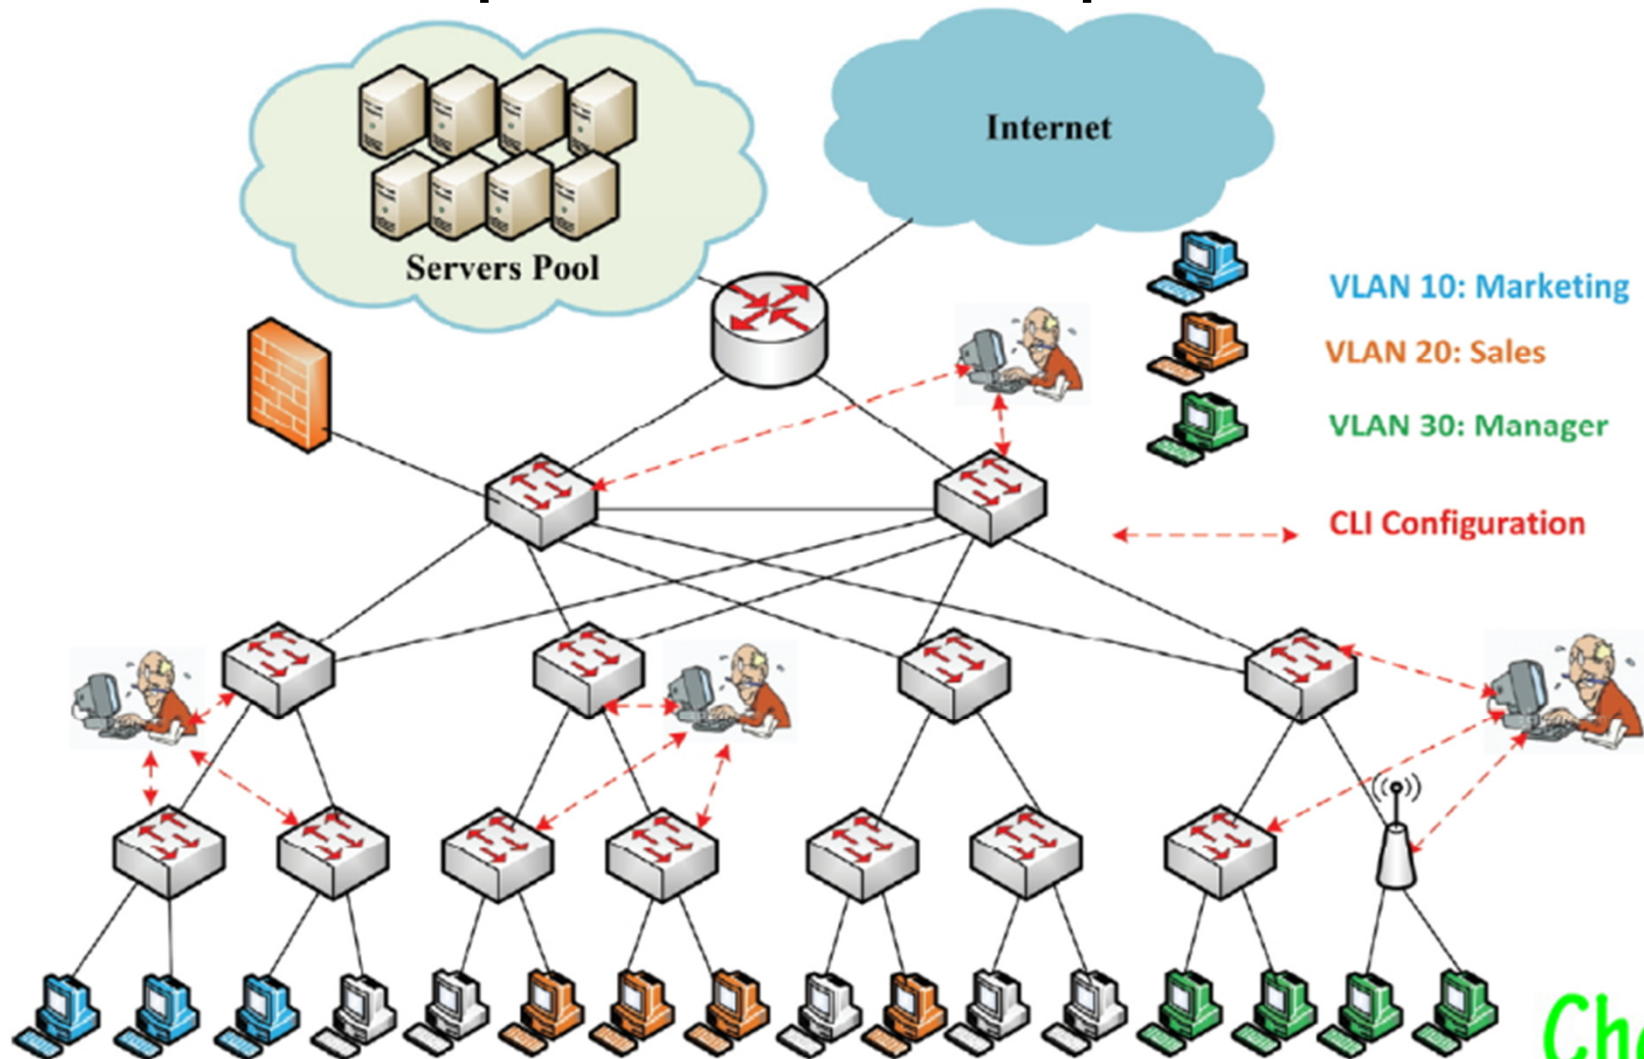 Internet
Servers Pool
VLAN 10: Marketing
VLAN 20: Sales
VLAN 30: Manager
CLI Configuration